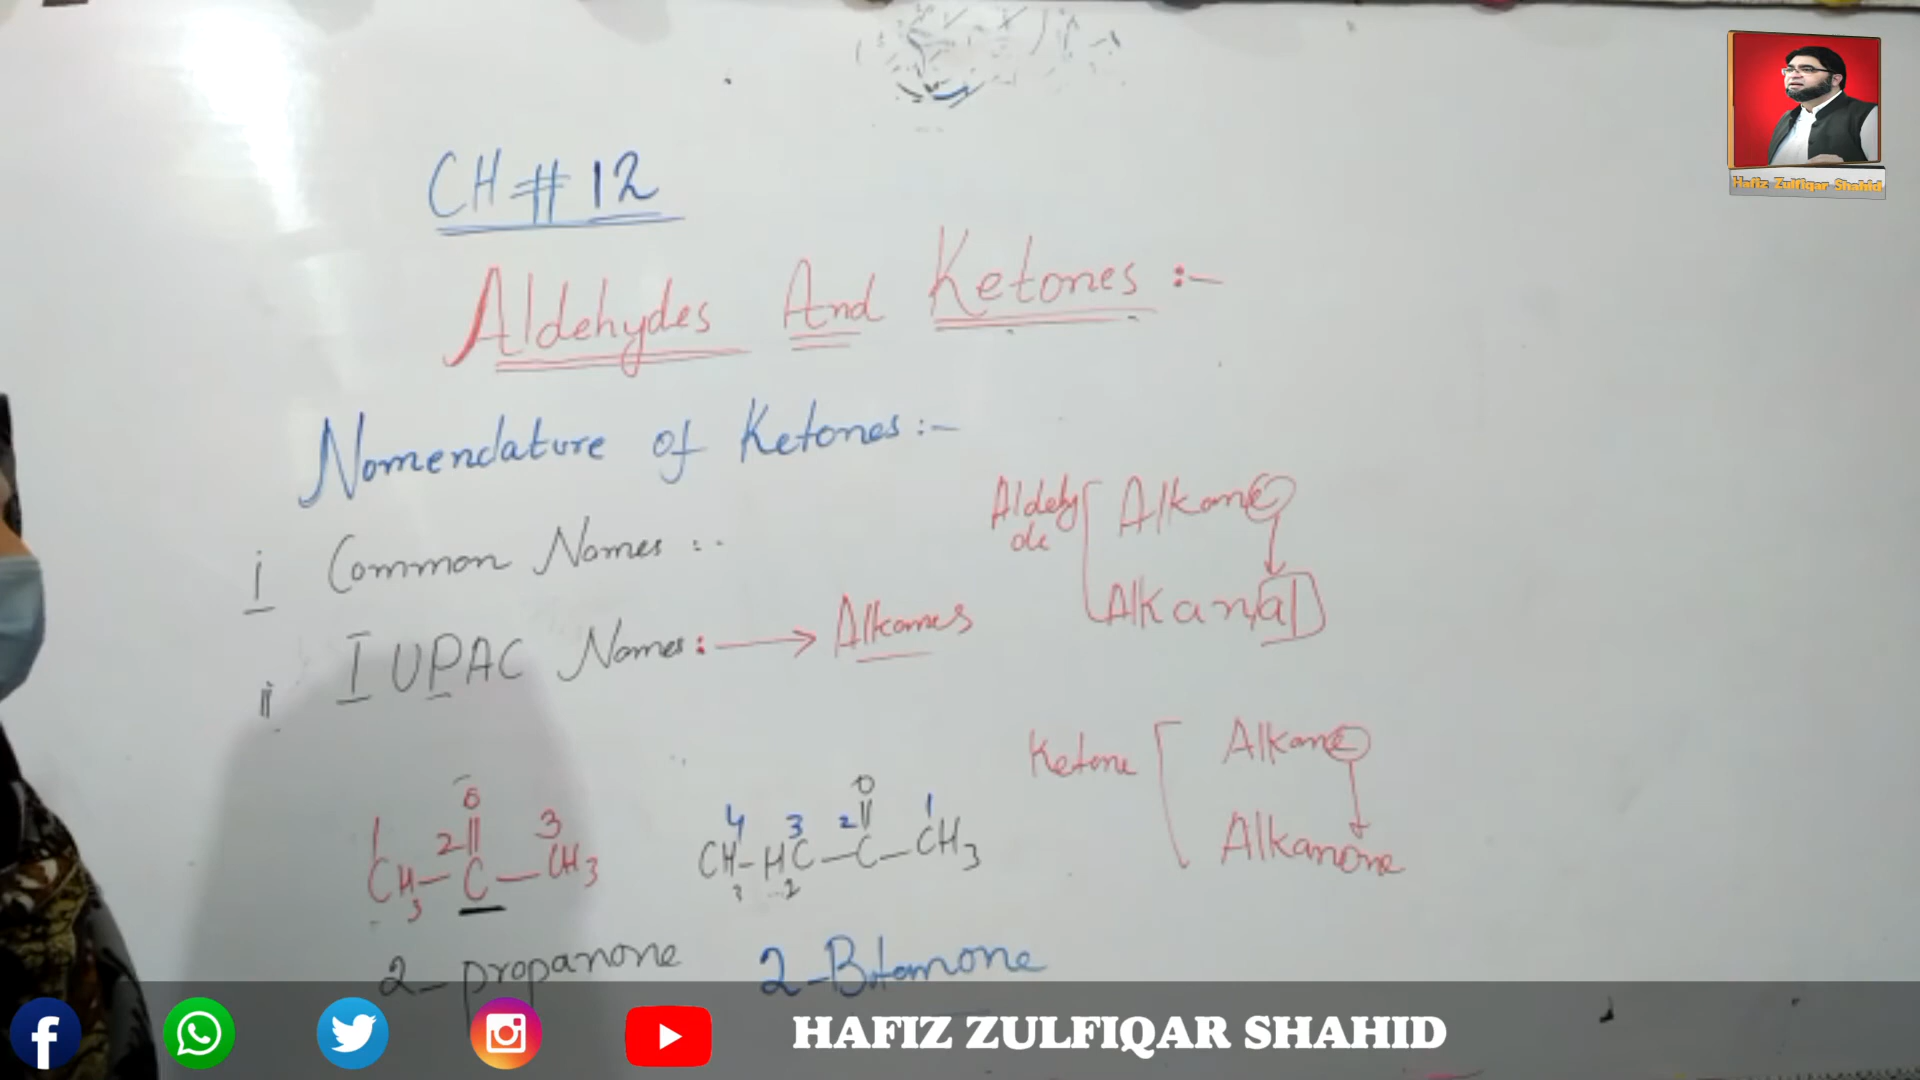 Hafiz Zulfiqar Shahid
CH # 12
Aldehydes And Ketones :-
Nomenclature of Ketones :-
i Common Names :-
ii IUPAC Names : → Alkanes
Aldehy
de
Alkane
Alkanal
Ketone
Alkane
Alkanone
O
1 2 || 3
CH3 — C — CH3
2-propanone
O
4 3 2 || 1
CH3 - H2C — C — CH3
2-Butanone
HAFIZ ZULFIQAR SHAHID